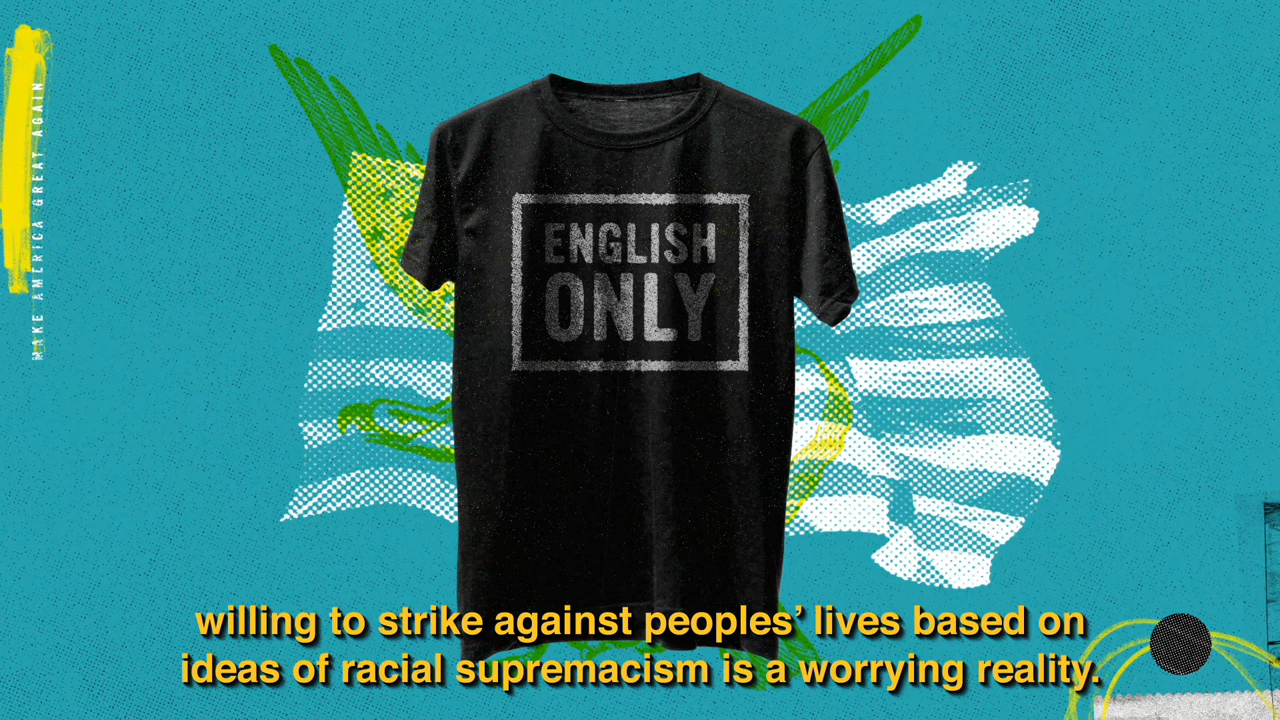 MAKE AMERICA GREAT AGAIN
ENGLISH
ONLY
willing to strike against peoples’ lives based on
ideas of racial supremacism is a worrying reality.